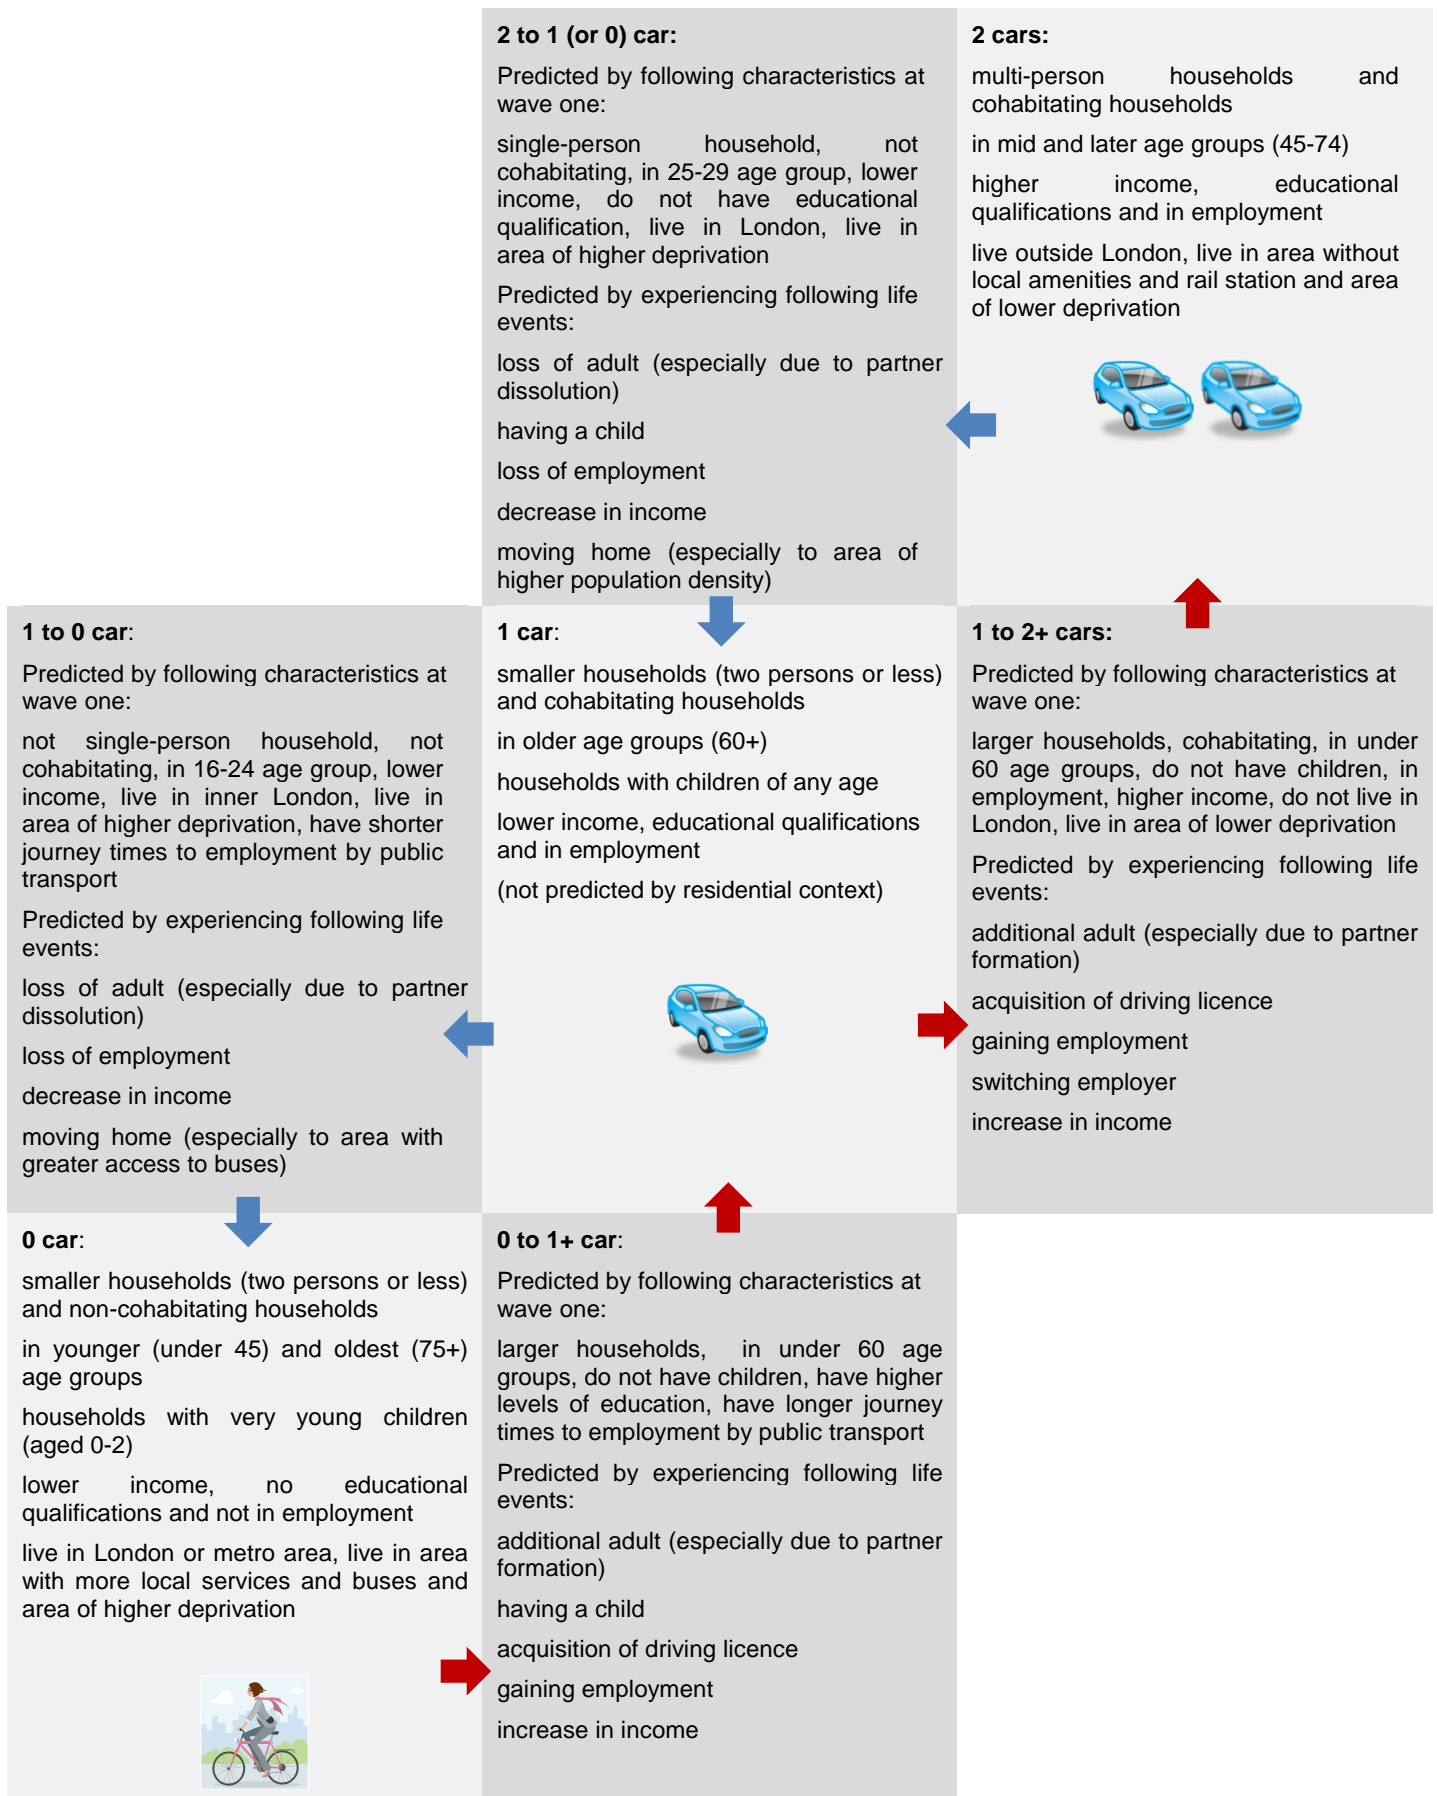 2 to 1 (or 0) car:
Predicted by following characteristics at
wave one:
single-person household, not
cohabitating, in 25-29 age group, lower
income, do not have educational
qualification, live in London, live in
area of higher deprivation
Predicted by experiencing following life
events:
loss of adult (especially due to partner
dissolution)
having a child
loss of employment
decrease in income
moving home (especially to area of
higher population density)
2 cars:
multi-person households and
cohabitating households
in mid and later age groups (45-74)
higher income, educational
qualifications and in employment
live outside London, live in area without
local amenities and rail station and area
of lower deprivation
1 to 0 car:
Predicted by following characteristics at
wave one:
not single-person household, not
cohabitating, in 16-24 age group, lower
income, live in inner London, live in
area of higher deprivation, have shorter
journey times to employment by public
transport
Predicted by experiencing following life
events:
loss of adult (especially due to partner
dissolution)
loss of employment
decrease in income
moving home (especially to area with
greater access to buses)
1 car:
smaller households (two persons or less)
and cohabitating households
in older age groups (60+)
households with children of any age
lower income, educational qualifications
and in employment
(not predicted by residential context)
1 to 2+ cars:
Predicted by following characteristics at
wave one:
larger households, cohabitating, in under
60 age groups, do not have children, in
employment, higher income, do not live in
London, live in area of lower deprivation
Predicted by experiencing following life
events:
additional adult (especially due to partner
formation)
acquisition of driving licence
gaining employment
switching employer
increase in income
0 car:
smaller households (two persons or less)
and non-cohabitating households
in younger (under 45) and oldest (75+)
age groups
households with very young children
(aged 0-2)
lower income, no educational
qualifications and not in employment
live in London or metro area, live in area
with more local services and buses and
area of higher deprivation
0 to 1+ car:
Predicted by following characteristics at
wave one:
larger households, in under 60 age
groups, do not have children, have higher
levels of education, have longer journey
times to employment by public transport
Predicted by experiencing following life
events:
additional adult (especially due to partner
formation)
having a child
acquisition of driving licence
gaining employment
increase in income